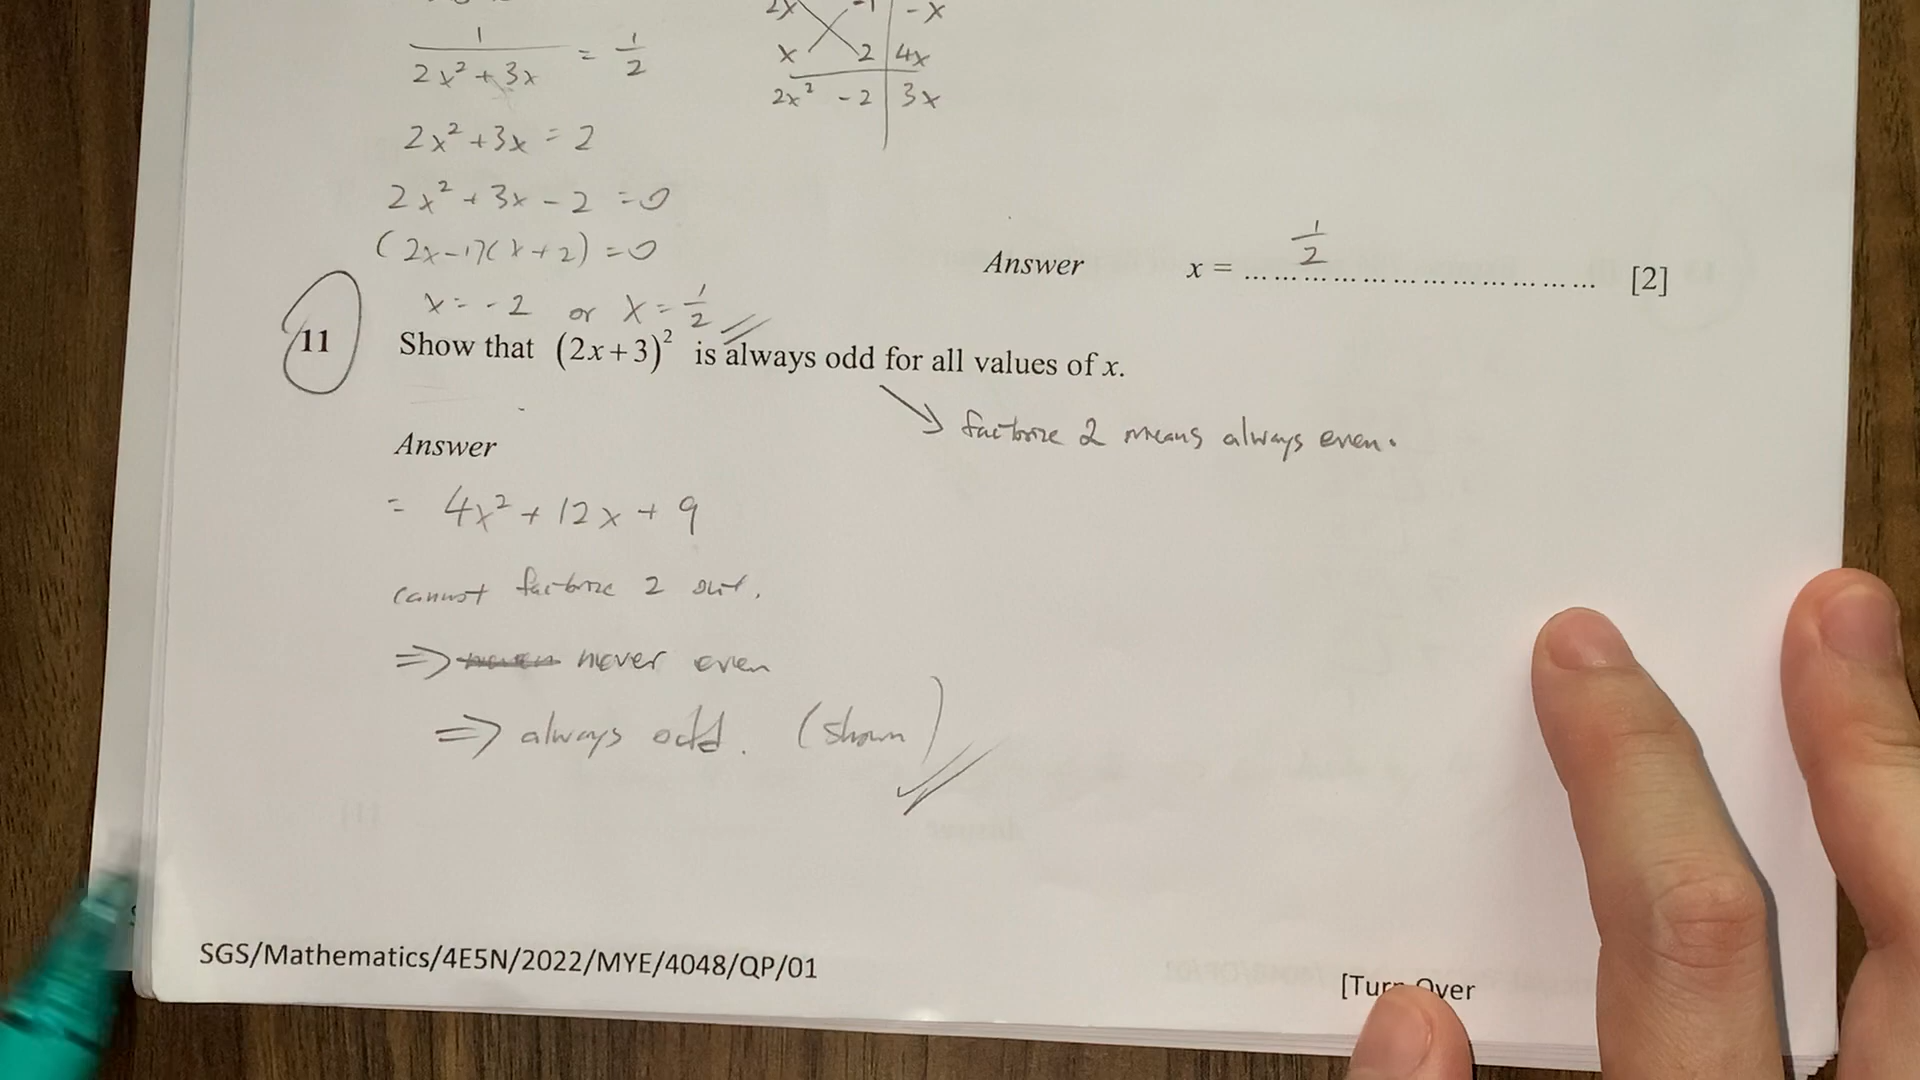 2x -1 -x
1/(2x² + 3x) = 1/2
x 2 4x
2x² -2 3x
2x² + 3x = 2
2x² + 3x - 2 = 0
(2x-1)(x+2) = 0
1/2
Answer x = ........................................ [2]
x = -2 or x = 1/2
11 Show that (2x+3)² is always odd for all values of x.
factorize 2 means always even.
Answer
= 4x² + 12x + 9
cannot factorize 2 out.
⇒ never even
⇒ always odd. (shown)
SGS/Mathematics/4E5N/2022/MYE/4048/QP/01
[Turn Over